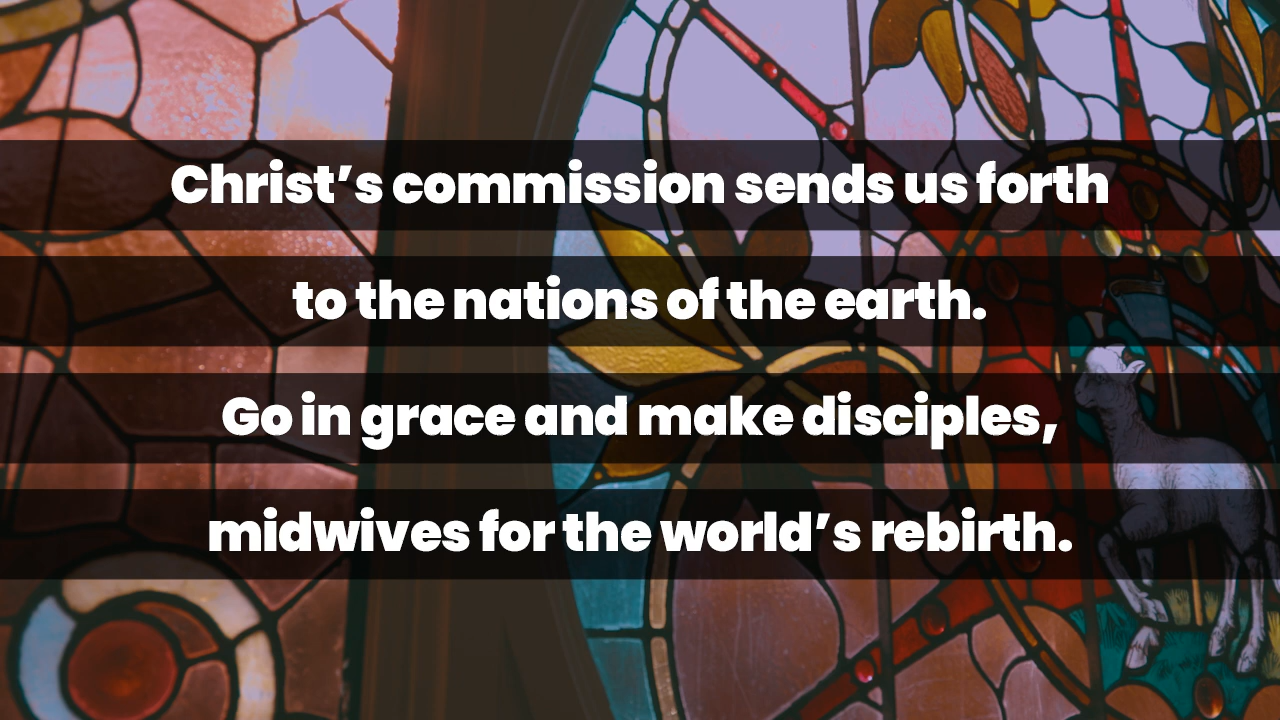 Christ’s commission sends us forth
to the nations of the earth.
Go in grace and make disciples,
midwives for the world’s rebirth.